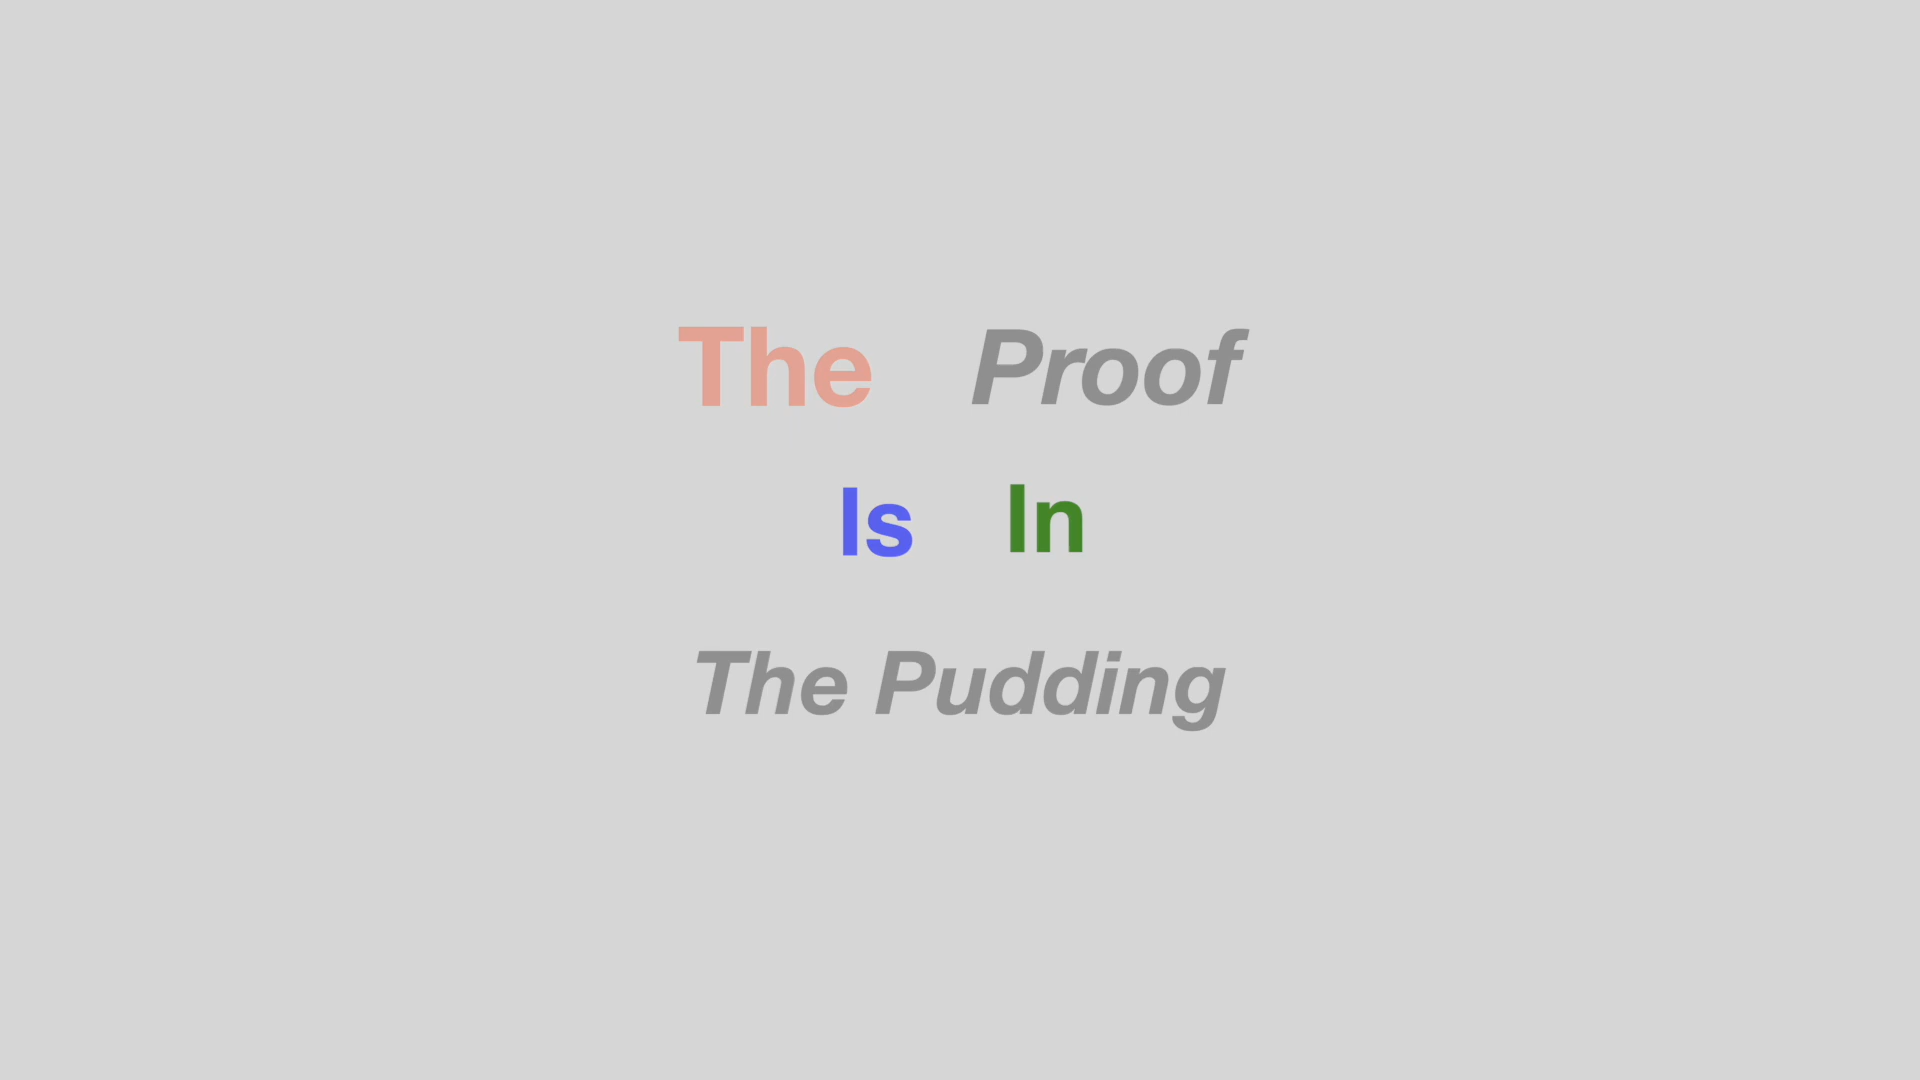 The Proof
Is In
The Pudding